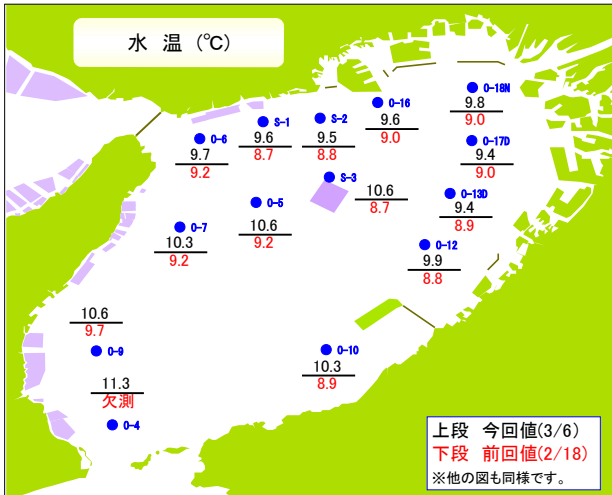 水 温 (℃)
O-18N
9.8
9.0
O-16
9.6
9.0
S-2
9.5
8.8
S-1
9.6
8.7
O-6
9.7
9.2
O-17D
9.4
9.0
S-3
10.6
8.7
O-13D
9.4
8.9
O-5
10.6
9.2
O-7
10.3
9.2
O-12
9.9
8.8
10.6
9.7
O-9
O-10
10.3
8.9
11.3
欠測
O-4
上段 今回値(3/6)
下段 前回値(2/18)
※他の図も同様です。